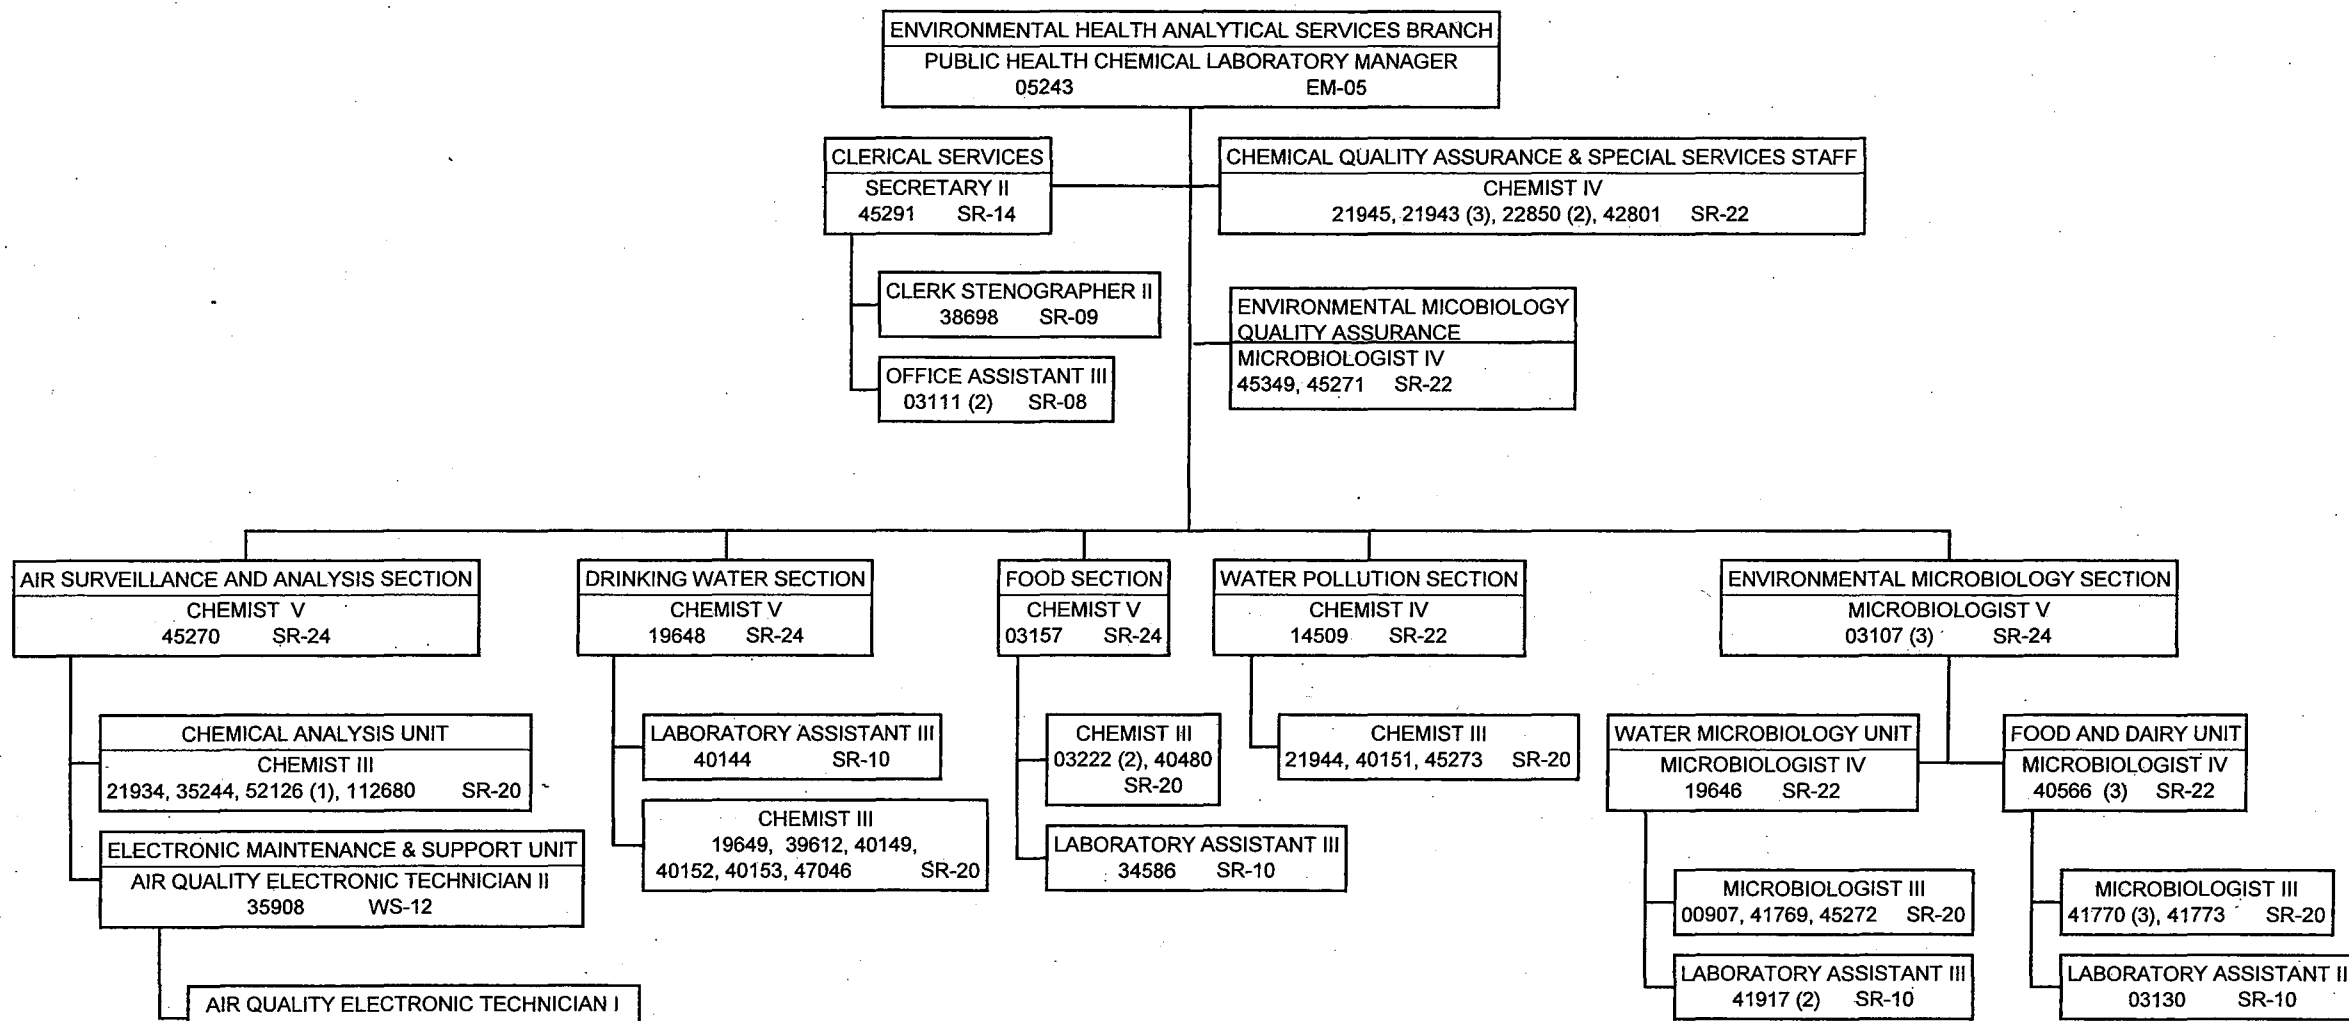 ENVIRONMENTAL HEALTH ANALYTICAL SERVICES BRANCH
PUBLIC HEALTH CHEMICAL LABORATORY MANAGER
05243 EM-05
CLERICAL SERVICES
SECRETARY II
45291 SR-14
CHEMICAL QUALITY ASSURANCE & SPECIAL SERVICES STAFF
CHEMIST IV
21945, 21943 (3), 22850 (2), 42801 SR-22
CLERK STENOGRAPHER II
38698 SR-09
OFFICE ASSISTANT III
03111 (2) SR-08
ENVIRONMENTAL MICOBIOLOGY
QUALITY ASSURANCE
MICROBIOLOGIST IV
45349, 45271 SR-22
AIR SURVEILLANCE AND ANALYSIS SECTION
CHEMIST V
45270 SR-24
CHEMICAL ANALYSIS UNIT
CHEMIST III
21934, 35244, 52126 (1), 112680 SR-20
ELECTRONIC MAINTENANCE & SUPPORT UNIT
AIR QUALITY ELECTRONIC TECHNICIAN II
35908 WS-12
AIR QUALITY ELECTRONIC TECHNICIAN I
DRINKING WATER SECTION
CHEMIST V
19648 SR-24
LABORATORY ASSISTANT III
40144 SR-10
CHEMIST III
19649, 39612, 40149,
40152, 40153, 47046 SR-20
FOOD SECTION
CHEMIST V
03157 SR-24
CHEMIST III
03222 (2), 40480
SR-20
LABORATORY ASSISTANT III
34586 SR-10
WATER POLLUTION SECTION
CHEMIST IV
14509 SR-22
CHEMIST III
21944, 40151, 45273 SR-20
ENVIRONMENTAL MICROBIOLOGY SECTION
MICROBIOLOGIST V
03107 (3) SR-24
WATER MICROBIOLOGY UNIT
MICROBIOLOGIST IV
19646 SR-22
MICROBIOLOGIST III
00907, 41769, 45272 SR-20
LABORATORY ASSISTANT III
41917 (2) SR-10
FOOD AND DAIRY UNIT
MICROBIOLOGIST IV
40566 (3) SR-22
MICROBIOLOGIST III
41770 (3), 41773 SR-20
LABORATORY ASSISTANT II
03130 SR-10